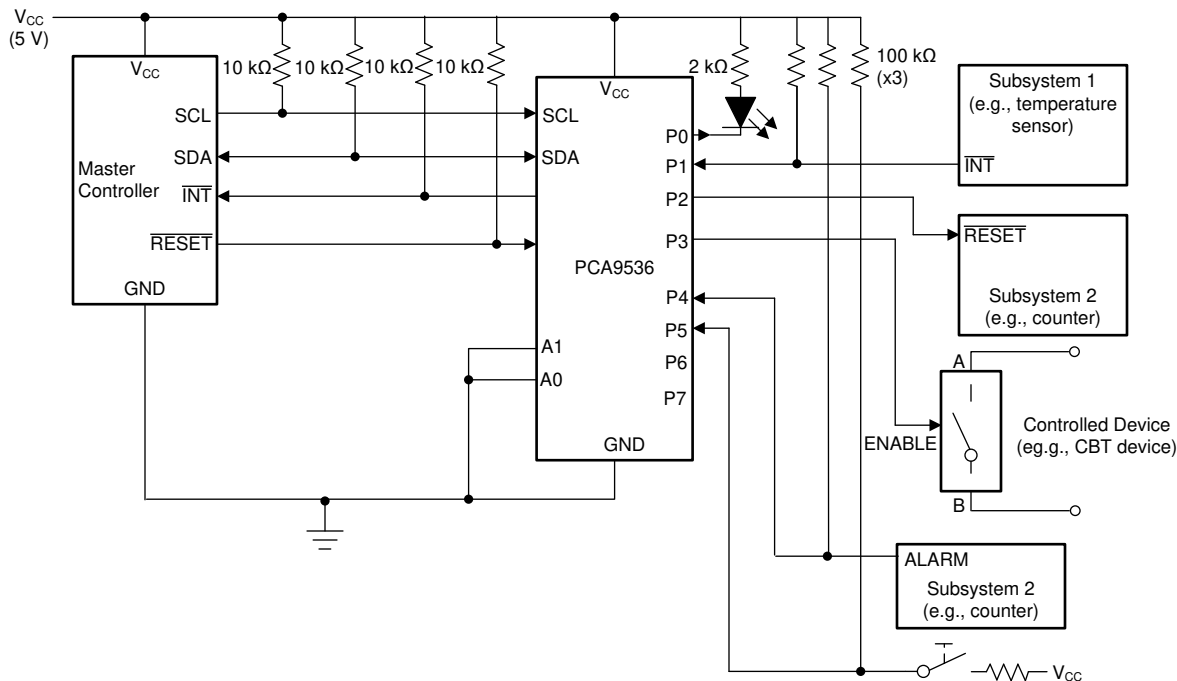 VCC
(5 V)
VCC
10 kΩ
10 kΩ
10 kΩ
10 kΩ
2 kΩ
100 kΩ
(x3)
Master
Controller
SCL
SDA
INT
RESET
GND
VCC
SCL
SDA
PCA9536
A1
A0
GND
P0
P1
P2
P3
P4
P5
P6
P7
Subsystem 1
(e.g., temperature
sensor)
INT
RESET
Subsystem 2
(e.g., counter)
A
ENABLE
B
Controlled Device
(eg.g., CBT device)
ALARM
Subsystem 2
(e.g., counter)
VCC